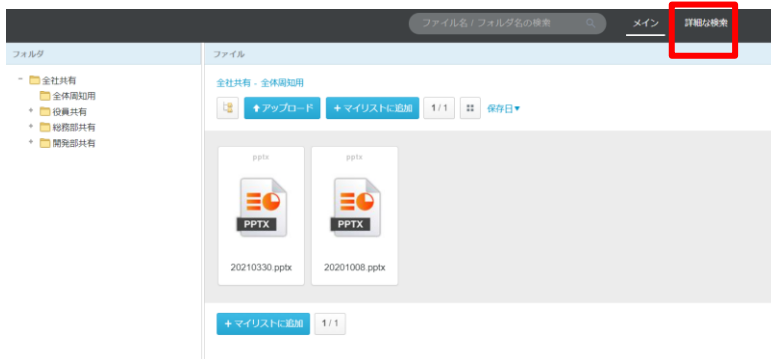 ファイル名 / フォルダ名の検索 メイン 詳細な検索
フォルダ
全社共有
全体周知用
役員共有
総務部共有
開発部共有
ファイル
全社共有 - 全体周知用
アップロード + マイリストに追加 1 / 1 保存日▼
pptx
PPTX
20210330.pptx
pptx
PPTX
20201008.pptx
+ マイリストに追加 1 / 1